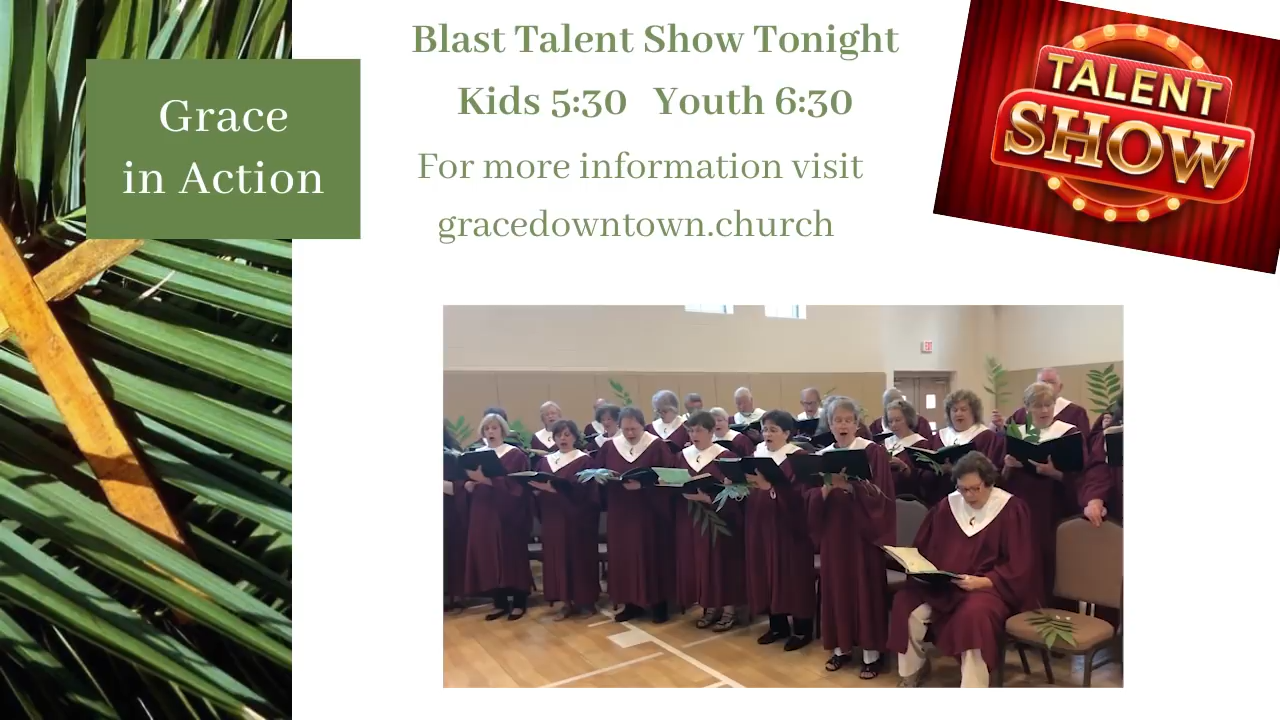 Grace
in Action
Blast Talent Show Tonight
Kids 5:30 Youth 6:30
For more information visit
gracedowntown.church
TALENT
SHOW